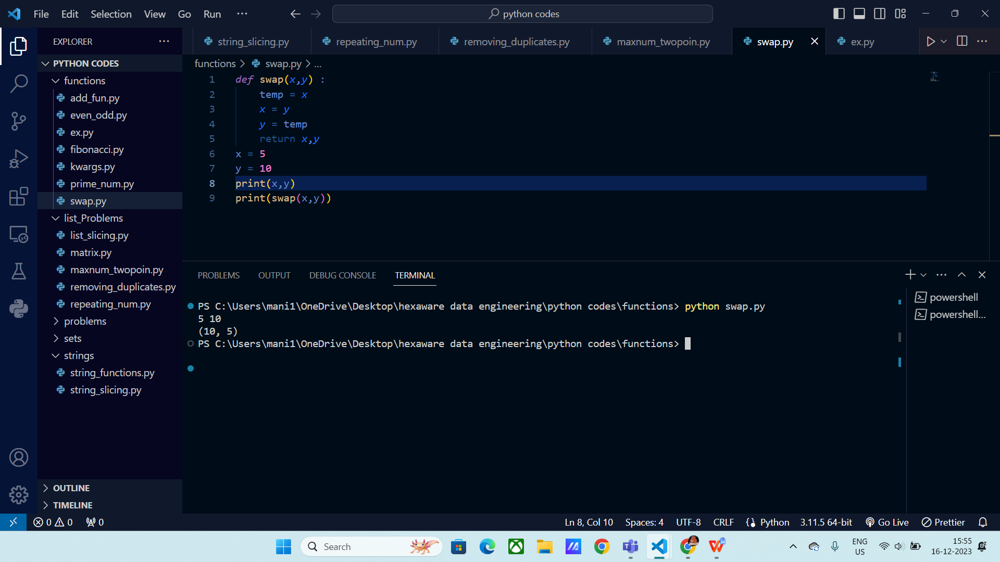 File Edit Selection View Go Run ··· python codes
EXPLORER ···
PYTHON CODES
functions
add_fun.py
even_odd.py
ex.py
fibonacci.py
kwargs.py
prime_num.py
swap.py
list_Problems
list_slicing.py
matrix.py
maxnum_twopoin.py
removing_duplicates.py
repeating_num.py
problems
sets
strings
string_functions.py
string_slicing.py
OUTLINE
TIMELINE
string_slicing.py repeating_num.py removing_duplicates.py maxnum_twopoin.py swap.py ex.py ···
functions > swap.py > ...
1 def swap(x,y) :
2 temp = x
3 x = y
4 y = temp
5 return x,y
6 x = 5
7 y = 10
8 print(x,y)
9 print(swap(x,y))
PROBLEMS OUTPUT DEBUG CONSOLE TERMINAL ···
PS C:\Users\mani1\OneDrive\Desktop\hexaware data engineering\python codes\functions> python swap.py
5 10
(10, 5)
PS C:\Users\mani1\OneDrive\Desktop\hexaware data engineering\python codes\functions>
powershell
powershell...
0 0 0 Ln 8, Col 10 Spaces: 4 UTF-8 CRLF Python 3.11.5 64-bit Go Live Prettier
Search ENG 15:55
US 16-12-2023